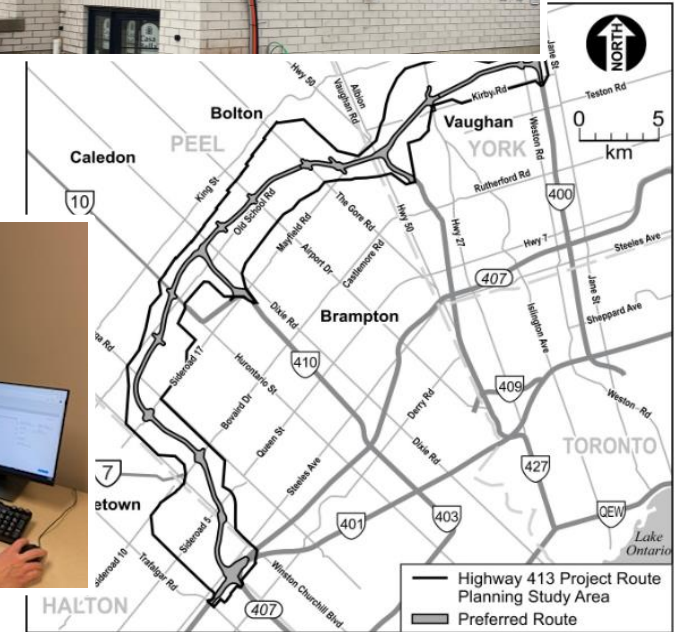 Casa
NORTH
0
5
km
Hwy 50
Albion
Vaughan Rd
Jane St
Kirby Rd
Teston Rd
Bolton
Vaughan
PEEL
YORK
Weston Rd
Caledon
King St
Rutherford Rd
10
Old School Rd
The Gore Rd
400
Mayfield Rd
Hwy 50
Hwy 27
Airport Dr
Castlemore Rd
Hwy 7
Steeles Ave
407
Jane St
Brampton
Dixie Rd
Islington Ave
Sheppard Ave
Sideroad 17
Hurontario St
410
409
Bovaird Dr
Derry Rd
Weston Rd
Queen St
Dixie Rd
TORONTO
7
Steeles Ave
427
etown
401
403
QEW
Sideroad 5
Lake
Ontario
Sideroad 10
Trafalgar Rd
Winston Churchill Blvd
HALTON
407
Highway 413 Project Route
Planning Study Area
Preferred Route